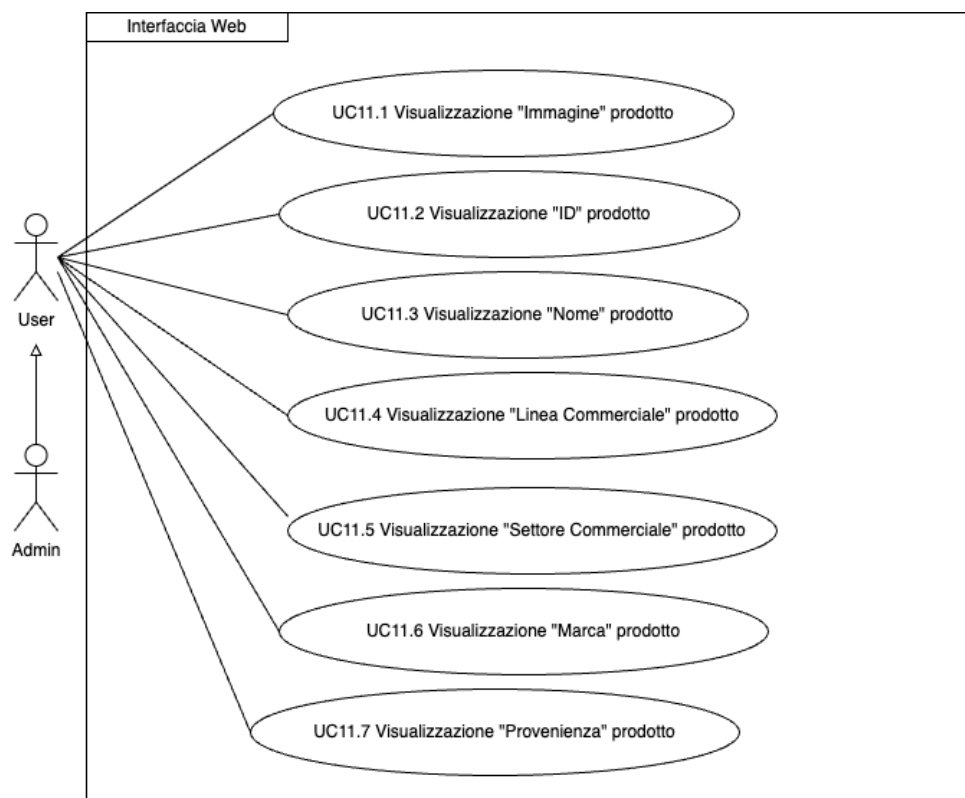 Interfaccia Web
UC11.1 Visualizzazione "Immagine" prodotto
UC11.2 Visualizzazione "ID" prodotto
UC11.3 Visualizzazione "Nome" prodotto
User
UC11.4 Visualizzazione "Linea Commerciale" prodotto
UC11.5 Visualizzazione "Settore Commerciale" prodotto
Admin
UC11.6 Visualizzazione "Marca" prodotto
UC11.7 Visualizzazione "Provenienza" prodotto